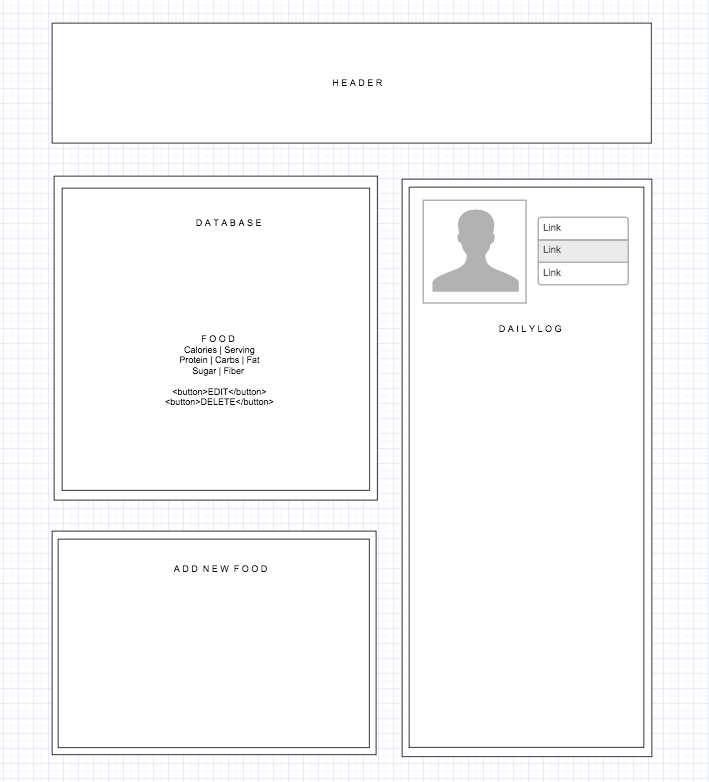 HEADER
DATABASE
FOOD
Calories | Serving
Protein | Carbs | Fat
Sugar | Fiber
<button>EDIT</button>
<button>DELETE</button>
ADD NEW FOOD
Link
Link
Link
DAILYLOG